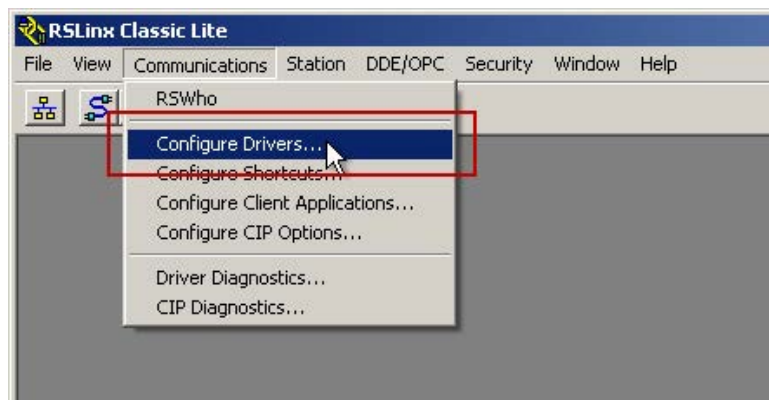 RSLinx Classic Lite
File View Communications Station DDE/OPC Security Window Help
RSWho
Configure Drivers...
Configure Shortcuts...
Configure Client Applications...
Configure CIP Options...
Driver Diagnostics...
CIP Diagnostics...